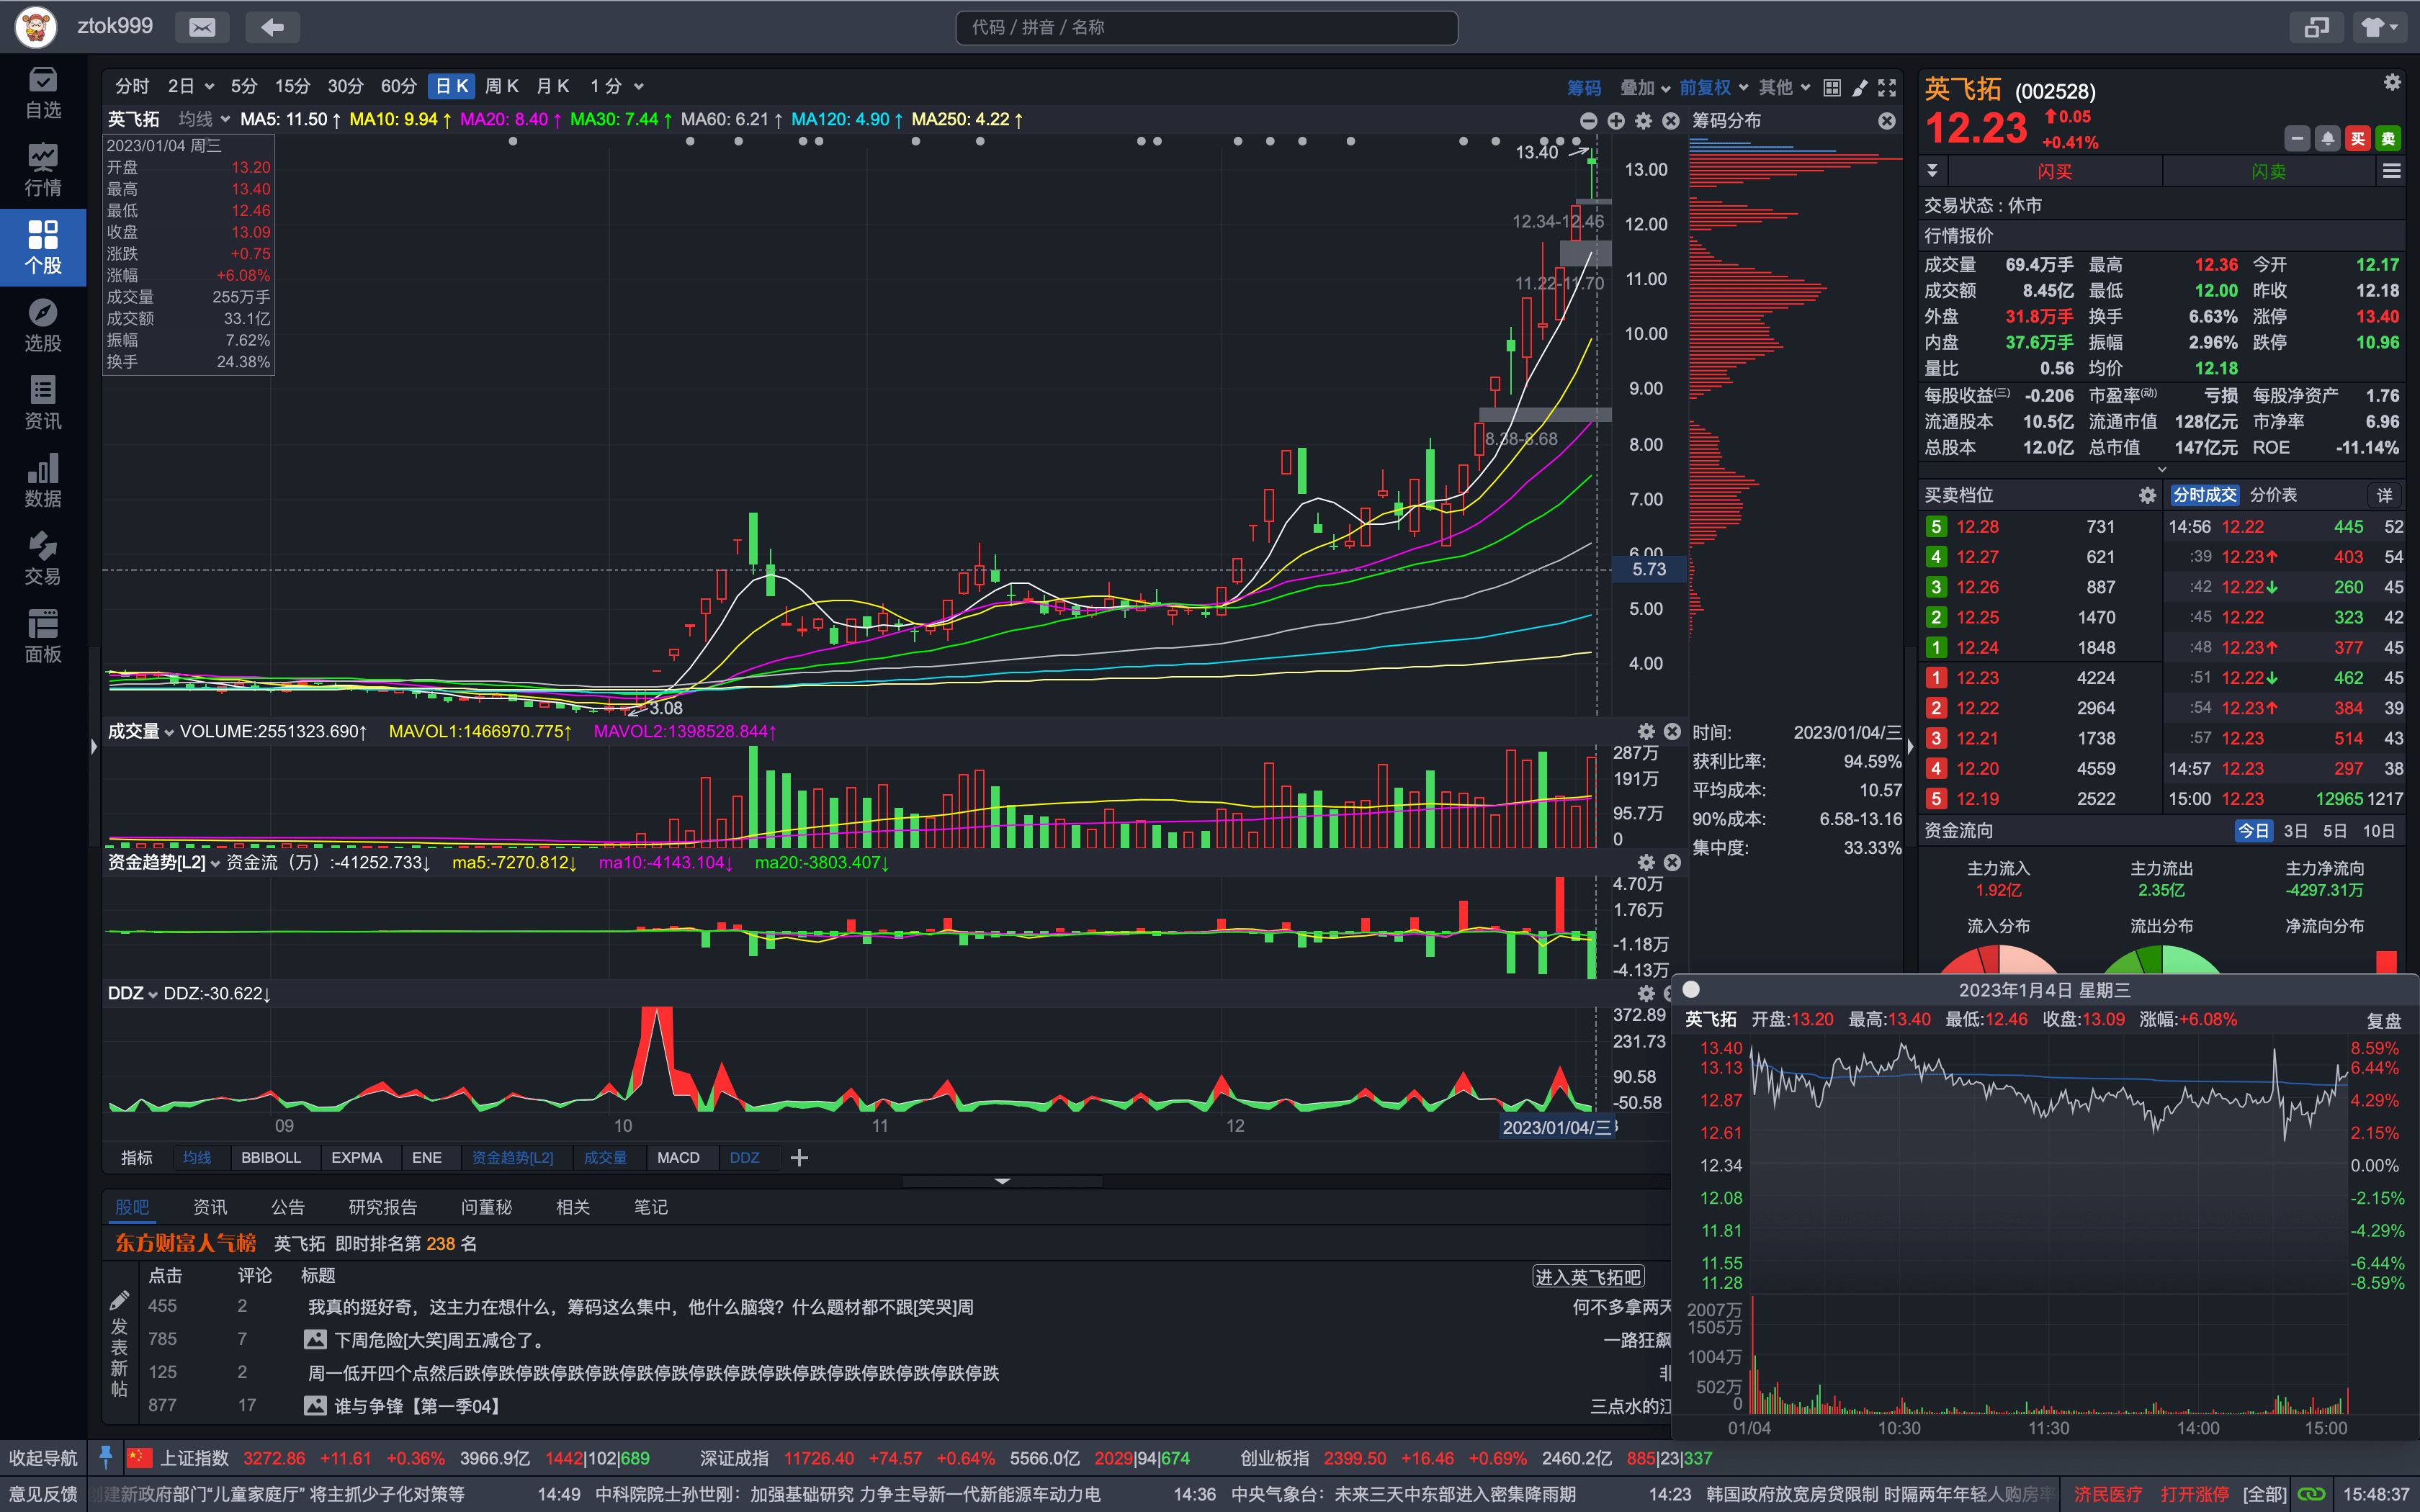 ztok999
代码 / 拼音 / 名称
自选
行情
个股
选股
资讯
数据
交易
面板
分时 2日 5分 15分 30分 60分 日K 周K 月K 1分 筹码 叠加 前复权 其他
英飞拓 均线 MA5: 11.50↑ MA10: 9.94↑ MA20: 8.40↑ MA30: 7.44↑ MA60: 6.21↑ MA120: 4.90↑ MA250: 4.22↑
筹码分布
2023/01/04 周三
开盘 13.20
最高 13.40
最低 12.46
收盘 13.09
涨跌 +0.75
涨幅 +6.08%
成交量 255万手
成交额 33.1亿
振幅 7.62%
换手 24.38%
13.40
12.34-12.46
11.22-11.70
8.38-8.68
3.08
13.00
12.00
11.00
10.00
9.00
8.00
7.00
6.00
5.73
5.00
4.00
成交量 VOLUME:2551323.690↑ MAVOL1:1466970.775↑ MAVOL2:1398528.844↑
287万
191万
95.7万
0
资金趋势[L2] 资金流（万）:-41252.733↓ ma5:-7270.812↓ ma10:-4143.104↓ ma20:-3803.407↓
4.70万
1.76万
-1.18万
-4.13万
DDZ DDZ:-30.622↓
372.89
231.73
90.58
-50.58
09 10 11 12 2023/01/04/三
时间: 2023/01/04/三
获利比率: 94.59%
平均成本: 10.57
90%成本: 6.58-13.16
集中度: 33.33%
指标 均线 BBIBOLL EXPMA ENE 资金趋势[L2] 成交量 MACD DDZ
股吧 资讯 公告 研究报告 问董秘 相关 笔记
东方财富人气榜 英飞拓 即时排名第 238 名
点击 评论 标题 进入英飞拓吧
发表新帖
455 2 我真的挺好奇，这主力在想什么，筹码这么集中，他什么脑袋？什么题材都不跟[笑哭]周 何不多拿两天
785 7 下周危险[大笑]周五减仓了。 一路狂飙
125 2 周一低开四个点然后跌停跌停跌停跌停跌停跌停跌停跌停跌停跌停跌停跌停跌停跌停跌停
877 17 谁与争锋【第一季04】 三点水的江
英飞拓 (002528)
12.23 0.05
+0.41%
买 卖
闪买 闪卖
交易状态 : 休市
行情报价
成交量 69.4万手 最高 12.36 今开 12.17
成交额 8.45亿 最低 12.00 昨收 12.18
外盘 31.8万手 换手 6.63% 涨停 13.40
内盘 37.6万手 振幅 2.96% 跌停 10.96
量比 0.56 均价 12.18
每股收益(三) -0.206 市盈率(动) 亏损 每股净资产 1.76
流通股本 10.5亿 流通市值 128亿元 市净率 6.96
总股本 12.0亿 总市值 147亿元 ROE -11.14%
买卖档位 分时成交 分价表 详
5 12.28 731 14:56 12.22 445 52
4 12.27 621 :39 12.23↑ 403 54
3 12.26 887 :42 12.22↓ 260 45
2 12.25 1470 :45 12.22 323 42
1 12.24 1848 :48 12.23↑ 377 45
1 12.23 4224 :51 12.22↓ 462 45
2 12.22 2964 :54 12.23↑ 384 39
3 12.21 1738 :57 12.23 514 43
4 12.20 4559 14:57 12.23 297 38
5 12.19 2522 15:00 12.23 12965 1217
资金流向 今日 3日 5日 10日
主力流入 主力流出 主力净流向
1.92亿 2.35亿 -4297.31万
流入分布 流出分布 净流向分布
2023年1月4日 星期三
英飞拓 开盘:13.20 最高:13.40 最低:12.46 收盘:13.09 涨幅:+6.08% 复盘
13.40 8.59%
13.13 6.44%
12.87 4.29%
12.61 2.15%
12.34 0.00%
12.08 -2.15%
11.81 -4.29%
11.55 -6.44%
11.28 -8.59%
2007万
1505万
1004万
502万
0
01/04 10:30 11:30 14:00 15:00
收起导航 上证指数 3272.86 +11.61 +0.36% 3966.9亿 1442|102|689 深证成指 11726.40 +74.57 +0.64% 5566.0亿 2029|94|674 创业板指 2399.50 +16.46 +0.69% 2460.2亿 885|23|337
意见反馈 创建新政府部门“儿童家庭厅” 将主抓少子化对策等 14:49 中科院院士孙世刚：加强基础研究 力争主导新一代新能源车动力电 14:36 中央气象台：未来三天中东部进入密集降雨期 14:23 韩国政府放宽房贷限制 时隔两年年轻人购房率 济民医疗 打开涨停 [全部] 15:48:37